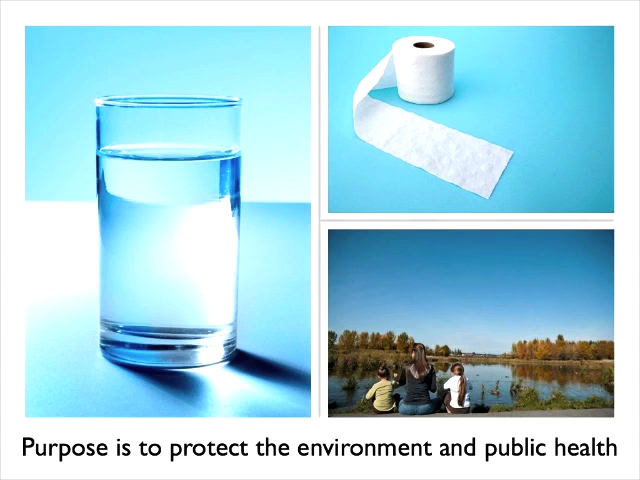 Purpose is to protect the environment and public health